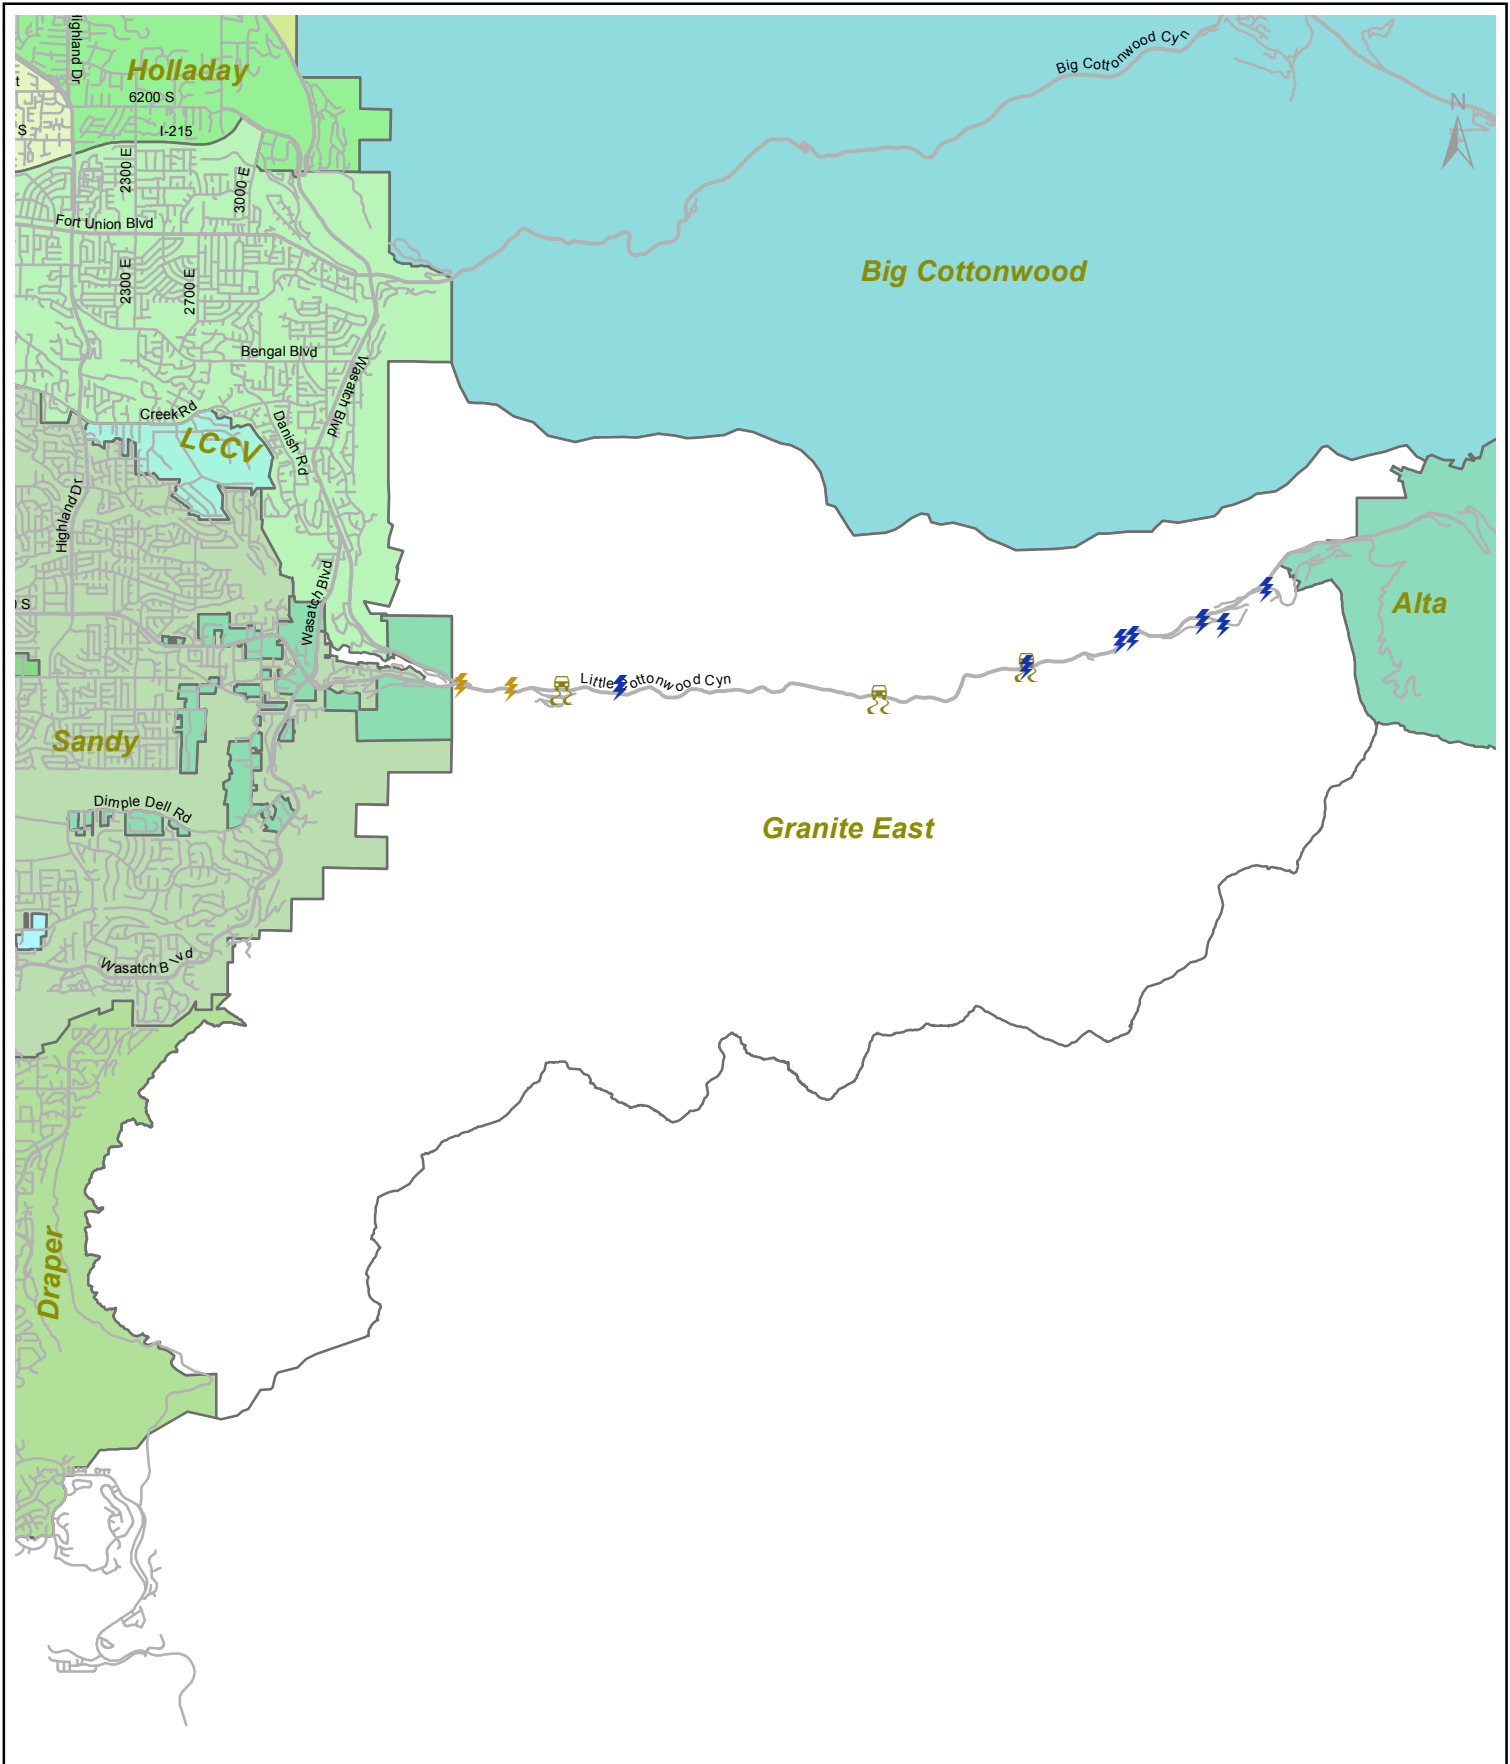 Highland Dr
Holladay
6200 S
I-215
t
S
2300 E
3000 E
Fort Union Blvd
2300 E
2700 E
Bengal Blvd
Wasatch Blvd
Creek Rd
LCCV
Danish Rd
Highland Dr
Wasatch Blvd
S
Big Cottonwood Cyn
N
Big Cottonwood
Alta
Little Cottonwood Cyn
Sandy
Dimple Dell Rd
Granite East
Wasatch Blvd
Draper